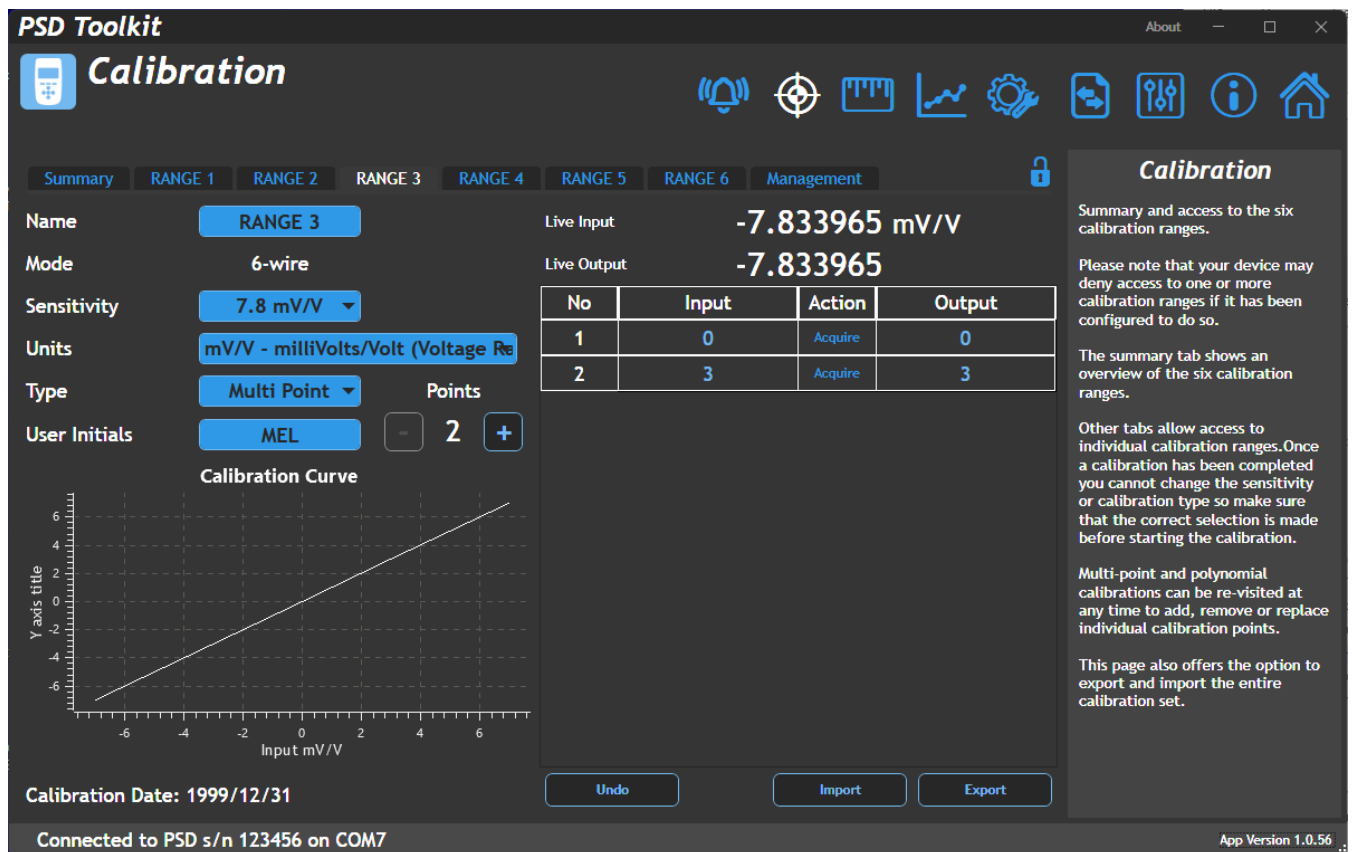 PSD Toolkit
About
Calibration
Summary RANGE 1 RANGE 2 RANGE 3 RANGE 4 RANGE 5 RANGE 6 Management
Name RANGE 3
Mode 6-wire
Sensitivity 7.8 mV/V
Units mV/V - milliVolts/Volt (Voltage Ra
Type Multi Point Points
User Initials MEL - 2 +
Calibration Curve
6
4
2
0
-2
-4
-6
Y axis title
-6 -4 -2 0 2 4 6
Input mV/V
Calibration Date: 1999/12/31
Live Input -7.833965 mV/V
Live Output -7.833965
No Input Action Output
1 0 Acquire 0
2 3 Acquire 3
Undo Import Export
Calibration
Summary and access to the six
calibration ranges.
Please note that your device may
deny access to one or more
calibration ranges if it has been
configured to do so.
The summary tab shows an
overview of the six calibration
ranges.
Other tabs allow access to
individual calibration ranges.Once
a calibration has been completed
you cannot change the sensitivity
or calibration type so make sure
that the correct selection is made
before starting the calibration.
Multi-point and polynomial
calibrations can be re-visited at
any time to add, remove or replace
individual calibration points.
This page also offers the option to
export and import the entire
calibration set.
Connected to PSD s/n 123456 on COM7
App Version 1.0.56